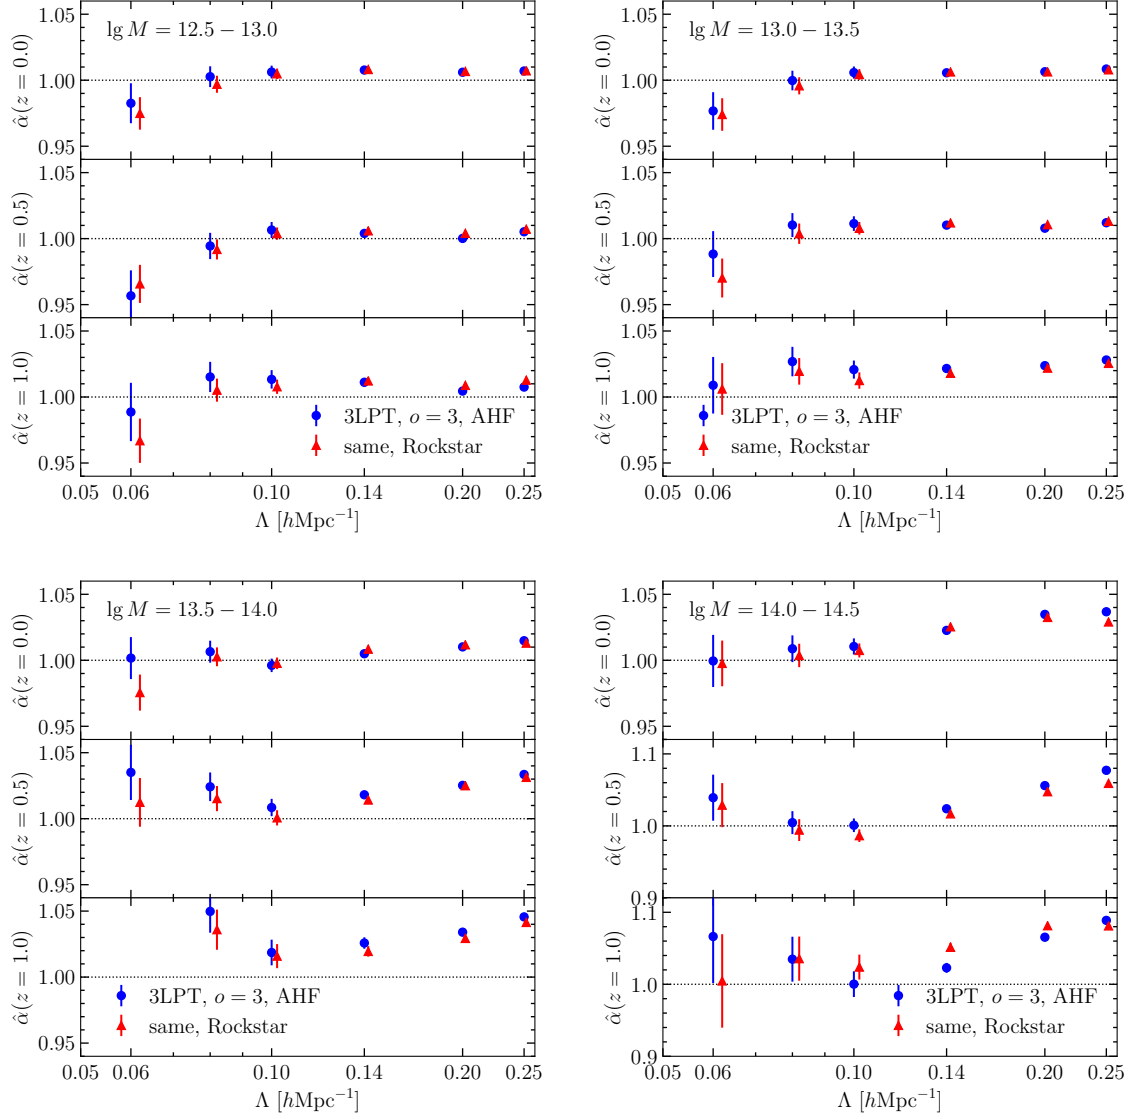 lg M = 12.5 − 13.0
1.05
1.00
0.95
α̂(z = 0.0)
1.05
1.00
0.95
α̂(z = 0.5)
1.05
1.00
0.95
α̂(z = 1.0)
3LPT, o = 3, AHF
same, Rockstar
0.05 0.06 0.10 0.14 0.20 0.25
Λ [hMpc⁻¹]
lg M = 13.0 − 13.5
1.05
1.00
0.95
α̂(z = 0.0)
1.05
1.00
0.95
α̂(z = 0.5)
1.05
1.00
0.95
α̂(z = 1.0)
3LPT, o = 3, AHF
same, Rockstar
0.05 0.06 0.10 0.14 0.20 0.25
Λ [hMpc⁻¹]
lg M = 13.5 − 14.0
1.05
1.00
0.95
α̂(z = 0.0)
1.05
1.00
0.95
α̂(z = 0.5)
1.05
1.00
0.95
α̂(z = 1.0)
3LPT, o = 3, AHF
same, Rockstar
0.05 0.06 0.10 0.14 0.20 0.25
Λ [hMpc⁻¹]
lg M = 14.0 − 14.5
1.05
1.00
0.95
α̂(z = 0.0)
1.1
1.0
0.9
α̂(z = 0.5)
1.1
1.0
0.9
α̂(z = 1.0)
3LPT, o = 3, AHF
same, Rockstar
0.05 0.06 0.10 0.14 0.20 0.25
Λ [hMpc⁻¹]